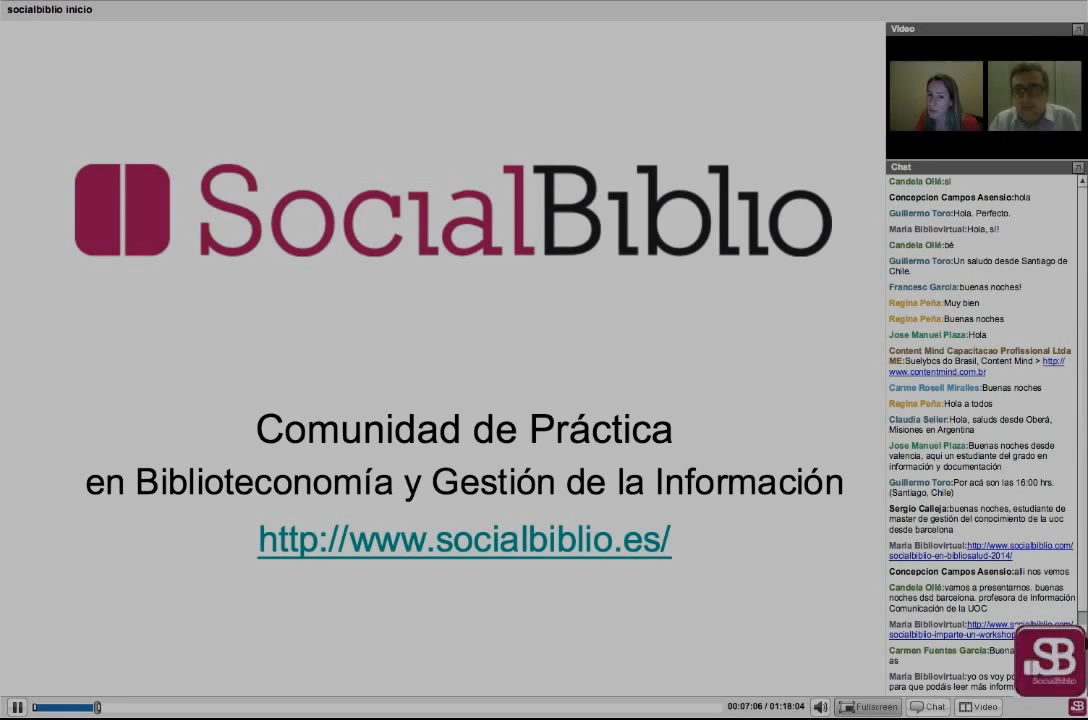 socialbiblio inicio
SocialBiblio
Comunidad de Práctica
en Biblioteconomía y Gestión de la Información
http://www.socialbiblio.es/
Video
Chat
Candela Ollé:si
Concepcion Campos Asensio:hola
Guillermo Toro:Hola. Perfecto.
María Bibliovirtual:Hola, sí!
Candela Ollé:bé
Guillermo Toro:Un saludo desde Santiago de
Chile.
Francesc García:buenas noches!
Regina Peña:Muy bien
Regina Peña:Buenas noches
Jose Manuel Plaza:Hola
Content Mind Capacitacao Profissional Ltda
ME:Suelybcs do Brasil, Content Mind > http://
www.contentmind.com.br
Carme Rosell Miralles:Buenas noches
Regina Peña:Hola a todos
Claudia Seller:Hola, saluds desde Oberá,
Misiones en Argentina
Jose Manuel Plaza:Buenas noches desde
valencia, aqui un estudiante del grado en
información y documentación
Guillermo Toro:Por acá son las 16:00 hrs.
(Santiago, Chile)
Sergio Calleja:buenas noches, estudiante de
master de gestión del conocimiento de la uoc
desde barcelona
María Bibliovirtual:http://www.socialbiblio.com/
socialbiblio-en-bibliosalud-2014/
Concepcion Campos Asensio:alli nos vemos
Candela Ollé:vamos a presentarnos. buenas
noches dsd barcelona. profesora de Información
Comunicación de la UOC
María Bibliovirtual:http://www.socialbiblio.com/
socialbiblio-imparte-un-workshop
Carmen Fuentes García:Buena
as
María Bibliovirtual:yo os voy po
para que podáis leer más inform
SB
SocialBiblio
00:07:06 / 01:18:04
Fullscreen
Chat
Video